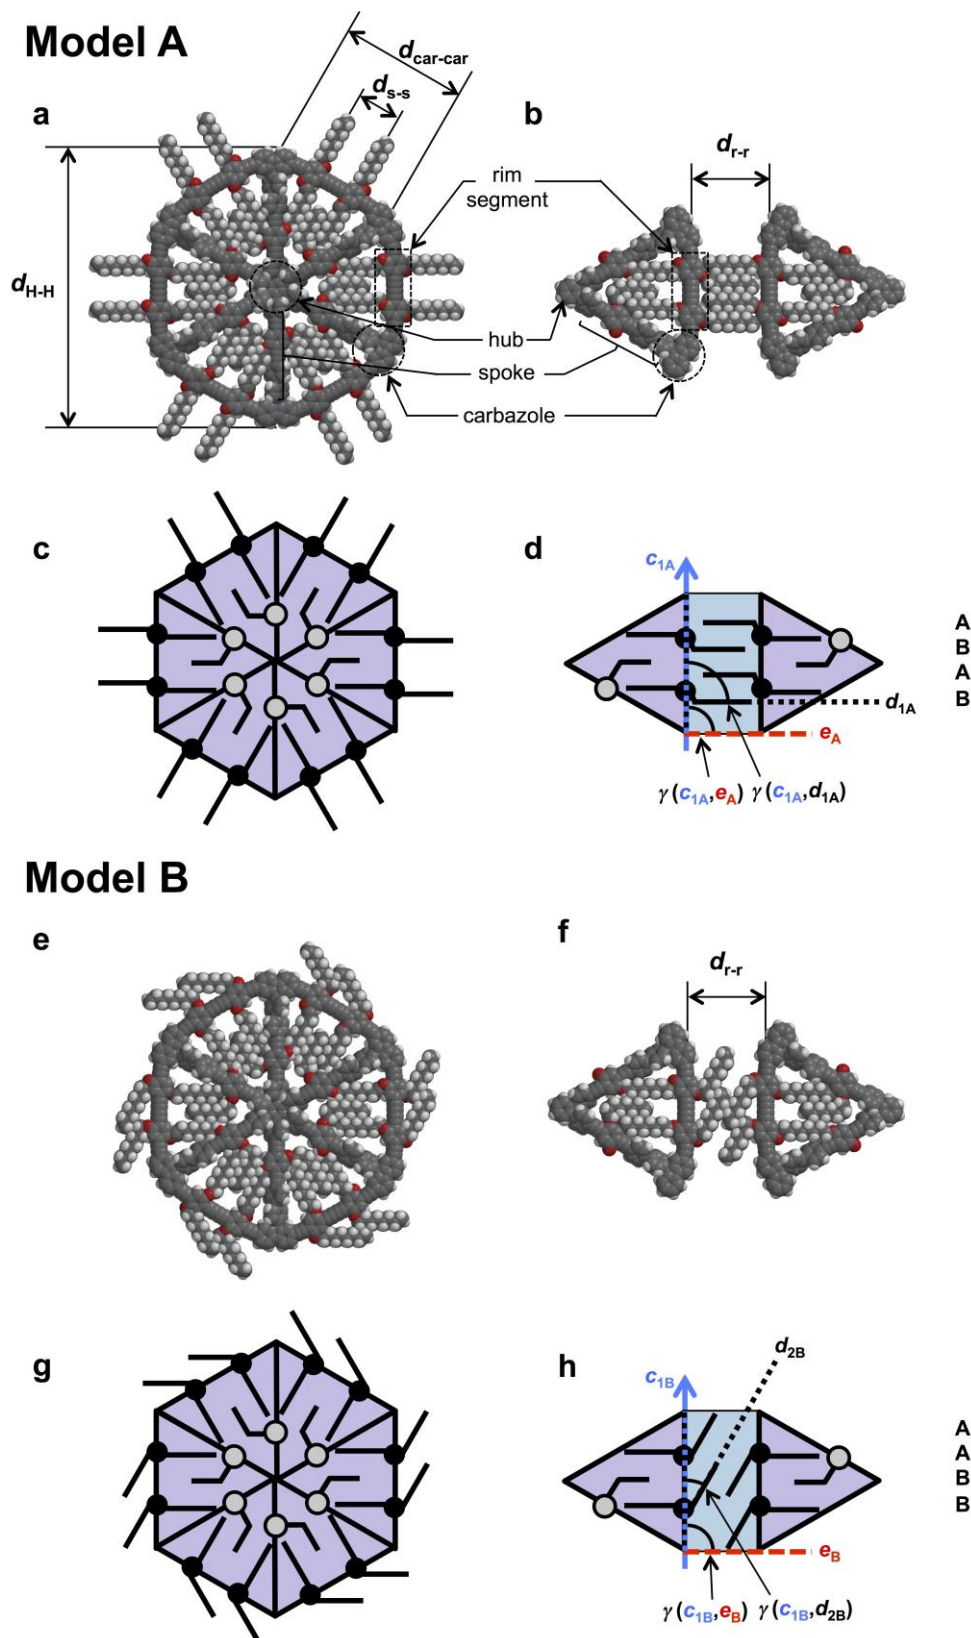 Model A
a
d_car-car
d_s-s
b
d_r-r
rim
segment
d_H-H
hub
spoke
carbazole
c
d
c_1A
A
B
A
B
d_1A
e_A
γ (c_1A,e_A) γ (c_1A,d_1A)
Model B
e
f
d_r-r
g
h
d_2B
c_1B
A
A
B
B
e_B
γ (c_1B,e_B) γ (c_1B,d_2B)